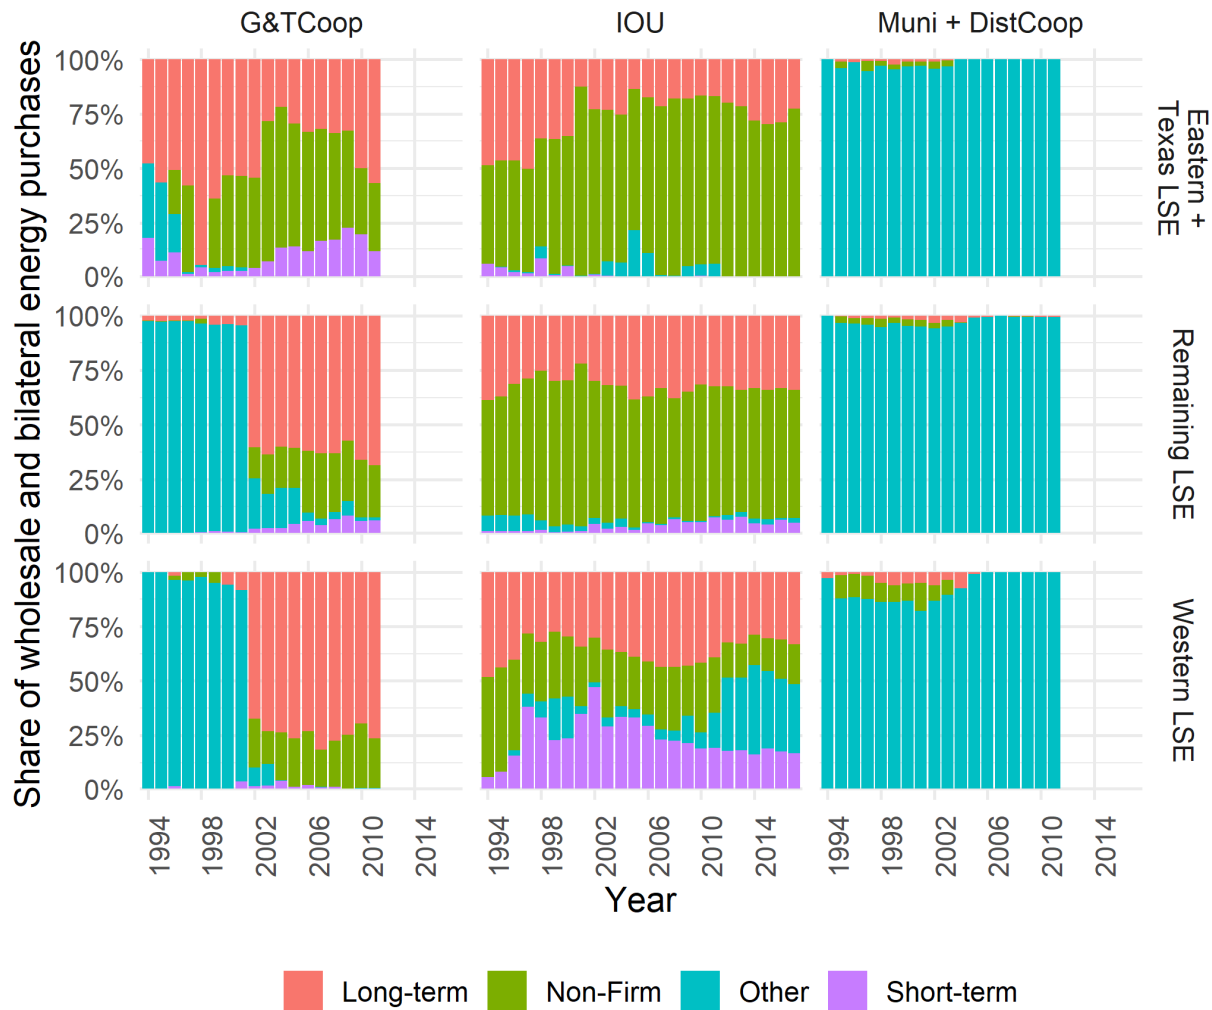 G&TCoop IOU Muni + DistCoop
Share of wholesale and bilateral energy purchases
100%
75%
50%
25%
0%
Eastern +
Texas LSE
100%
75%
50%
25%
0%
Remaining LSE
100%
75%
50%
25%
0%
Western LSE
1994 1998 2002 2006 2010 2014 1994 1998 2002 2006 2010 2014 1994 1998 2002 2006 2010 2014
Year
Long-term Non-Firm Other Short-term